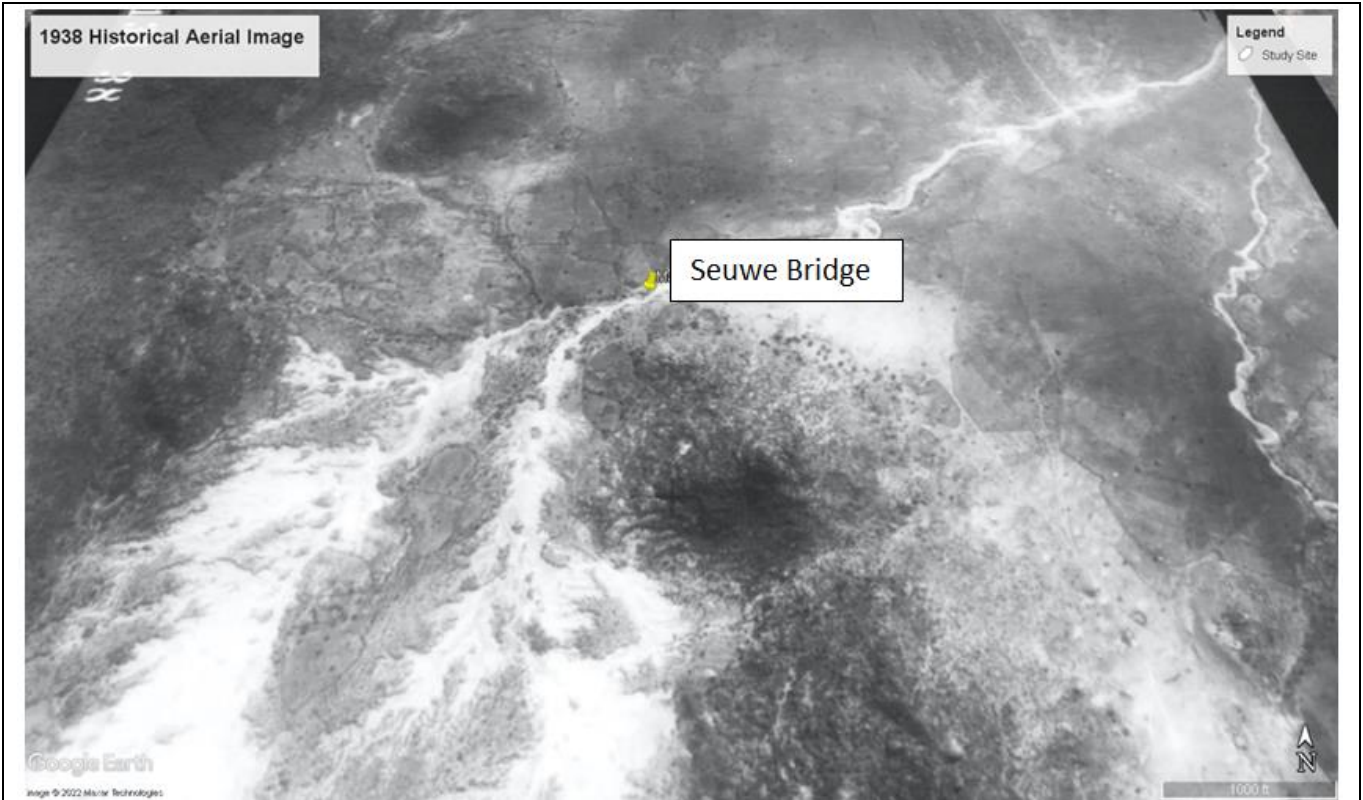 1938 Historical Aerial Image
Legend
Study Site
Seuwe Bridge
N
Google Earth
Image © 2022 Maxar Technologies
1000 ft